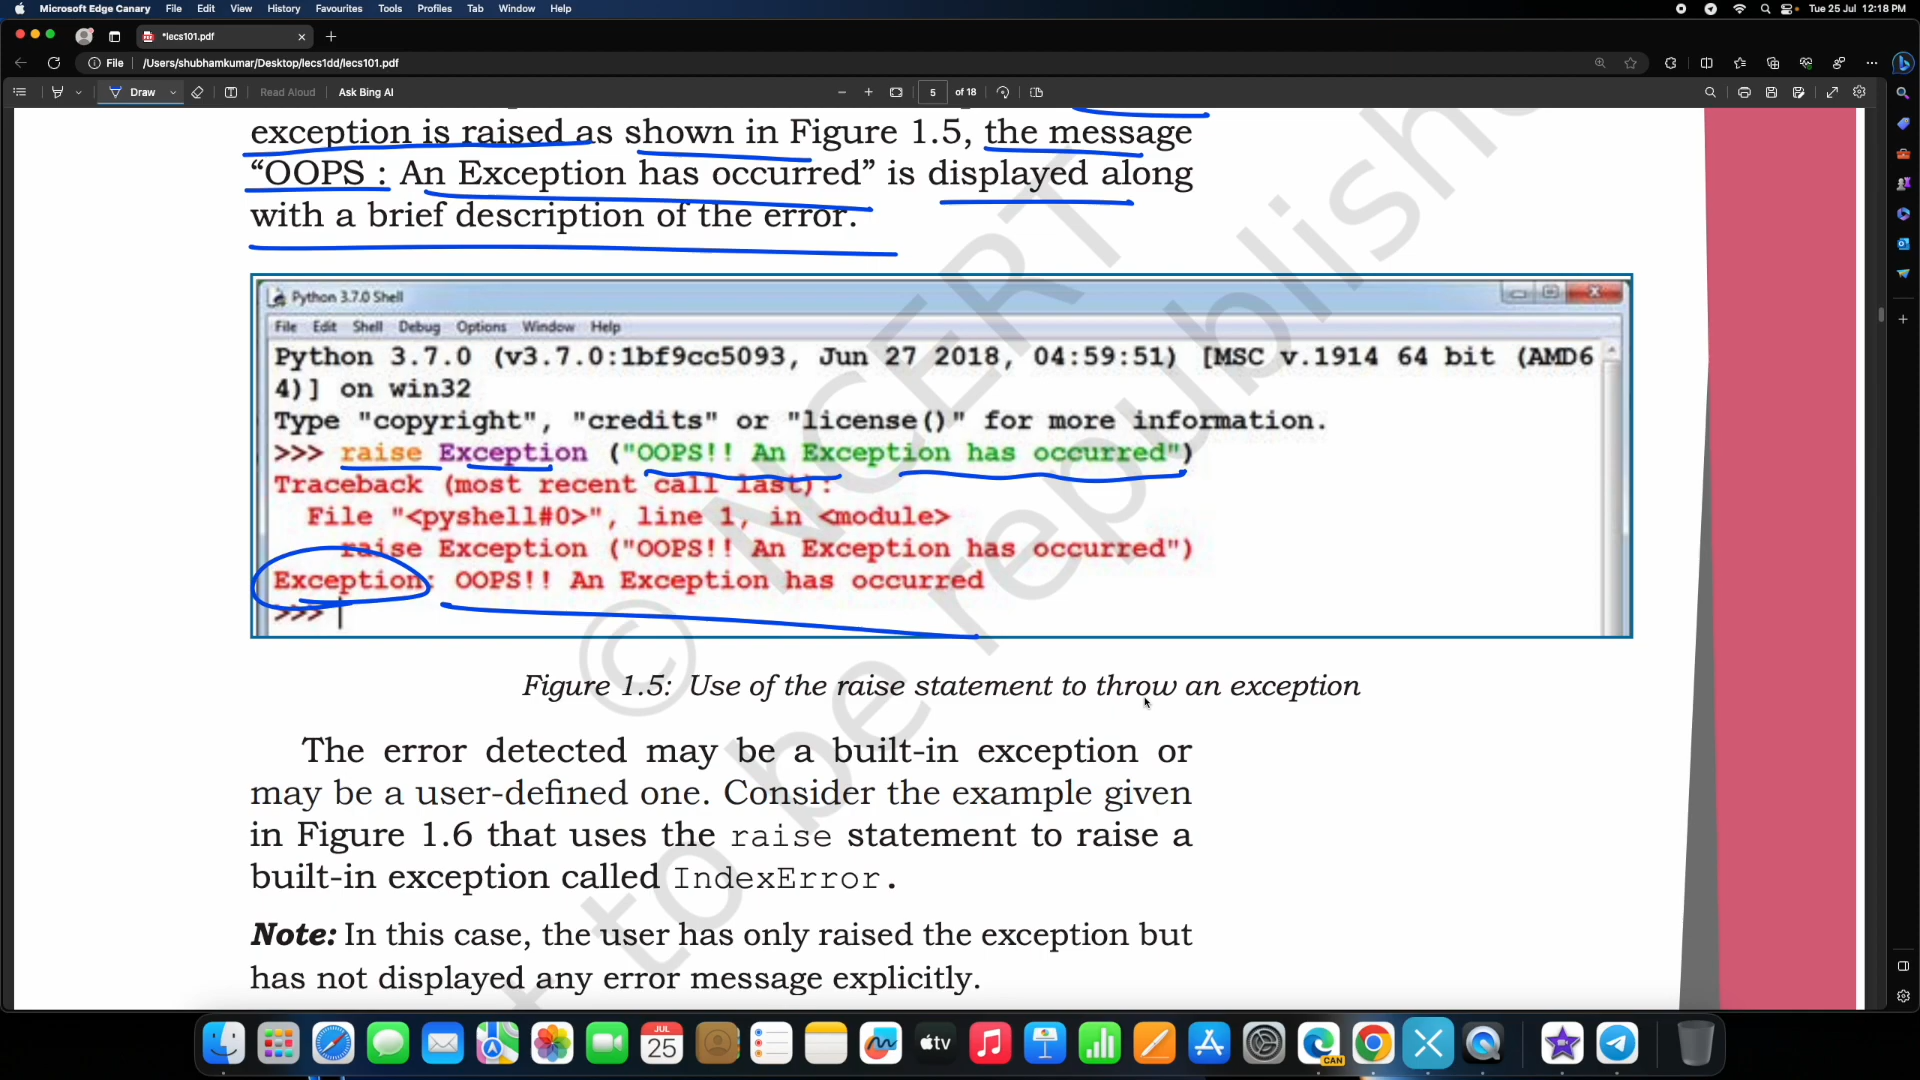 Microsoft Edge Canary File Edit View History Favourites Tools Profiles Tab Window Help Tue 25 Jul 12:18 PM
*lecs101.pdf
File /Users/shubhamkumar/Desktop/lecs1dd/lecs101.pdf
Draw Read Aloud Ask Bing AI 5 of 18
exception is raised as shown in Figure 1.5, the message
“OOPS : An Exception has occurred” is displayed along
with a brief description of the error.
Python 3.7.0 Shell
File Edit Shell Debug Options Window Help
Python 3.7.0 (v3.7.0:1bf9cc5093, Jun 27 2018, 04:59:51) [MSC v.1914 64 bit (AMD6
4)] on win32
Type "copyright", "credits" or "license()" for more information.
>>> raise Exception ("OOPS!! An Exception has occurred")
Traceback (most recent call last):
File "<pyshell#0>", line 1, in <module>
raise Exception ("OOPS!! An Exception has occurred")
Exception: OOPS!! An Exception has occurred
>>>
Figure 1.5: Use of the raise statement to throw an exception
The error detected may be a built-in exception or
may be a user-defined one. Consider the example given
in Figure 1.6 that uses the raise statement to raise a
built-in exception called IndexError.
Note: In this case, the user has only raised the exception but
has not displayed any error message explicitly.
© NCERT
to be republish
JUL
25
tv
CAN